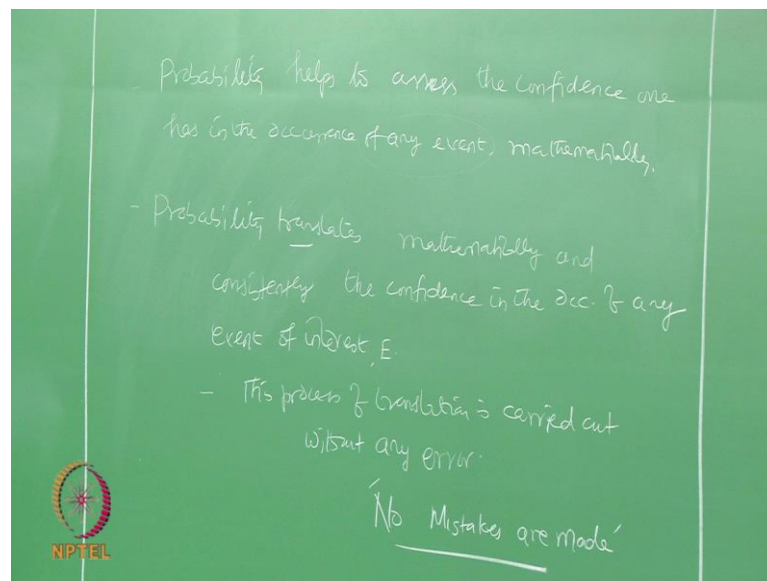 - Probability helps to assess the confidence one
has in the occurrence of any event, mathematically.
- Probability translates mathematically and
consistently the confidence in the occ. of any
event of interest, E.
- This process of translation is carried out
without any error.
'No Mistakes are made'
NPTEL